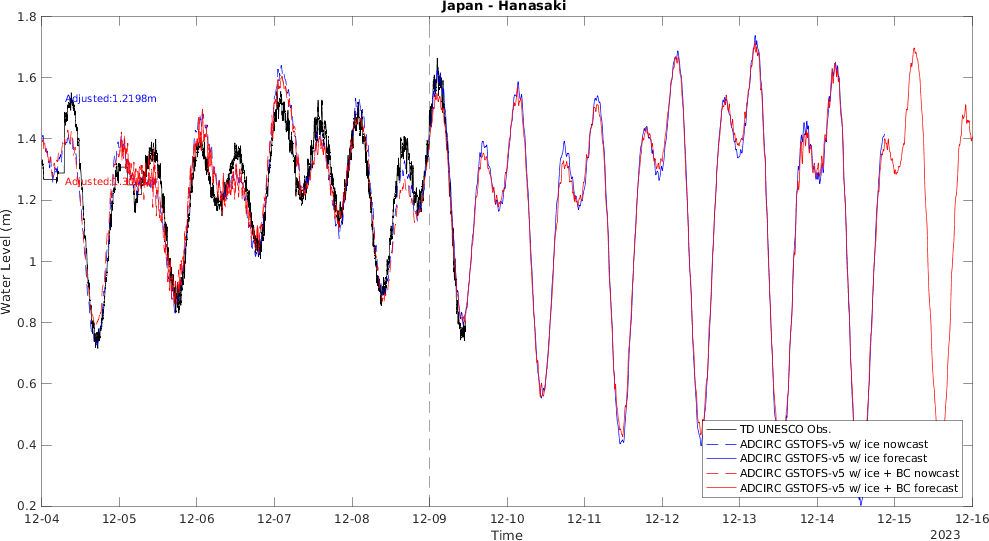 Japan - Hanasaki
1.8
1.6
1.4
1.2
1
0.8
0.6
0.4
0.2
Water Level (m)
Adjusted:1.2198m
TD UNESCO Obs.
ADCIRC GSTOFS-v5 w/ ice nowcast
ADCIRC GSTOFS-v5 w/ ice forecast
ADCIRC GSTOFS-v5 w/ ice + BC nowcast
ADCIRC GSTOFS-v5 w/ ice + BC forecast
12-04 12-05 12-06 12-07 12-08 12-09 12-10 12-11 12-12 12-13 12-14 12-15 12-16
Time
2023